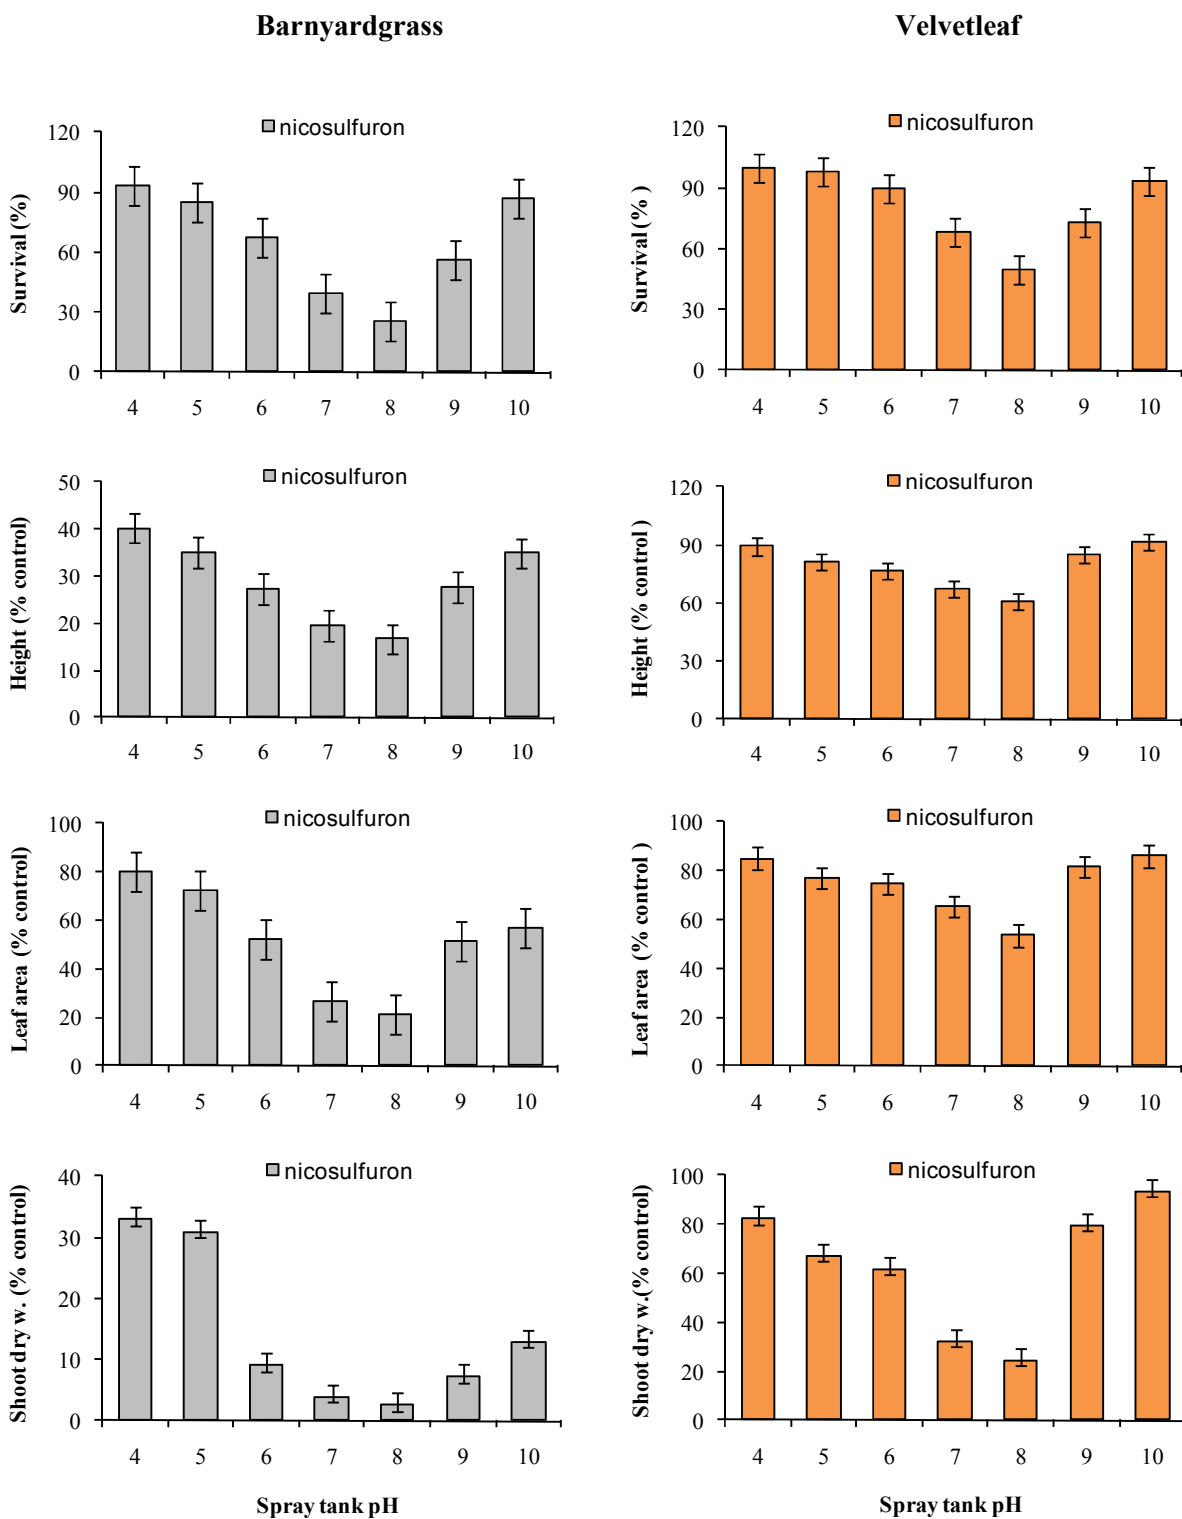 Barnyardgrass
Velvetleaf
nicosulfuron
Survival (%)
120
90
60
30
0
4 5 6 7 8 9 10
nicosulfuron
Survival (% )
120
90
60
30
0
4 5 6 7 8 9 10
nicosulfuron
Height (% control)
50
40
30
20
10
0
4 5 6 7 8 9 10
nicosulfuron
Height (% control )
120
90
60
30
0
4 5 6 7 8 9 10
nicosulfuron
Leaf area (% control)
100
80
60
40
20
0
4 5 6 7 8 9 10
nicosulfuron
Leaf area (% control )
100
80
60
40
20
0
4 5 6 7 8 9 10
nicosulfuron
Shoot dry w. (% control)
40
30
20
10
0
4 5 6 7 8 9 10
Spray tank pH
nicosulfuron
Shoot dry w.(% control)
100
80
60
40
20
0
4 5 6 7 8 9 10
Spray tank pH